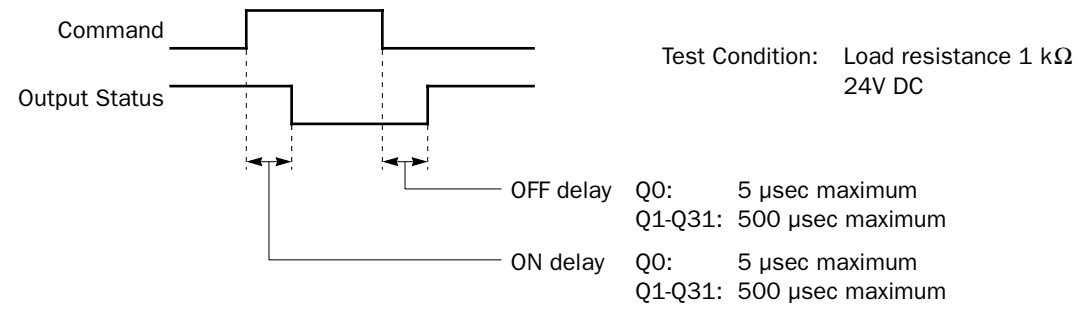 Command
Output Status
Test Condition: Load resistance 1 kΩ
24V DC
OFF delay Q0: 5 µsec maximum
Q1-Q31: 500 µsec maximum
ON delay Q0: 5 µsec maximum
Q1-Q31: 500 µsec maximum